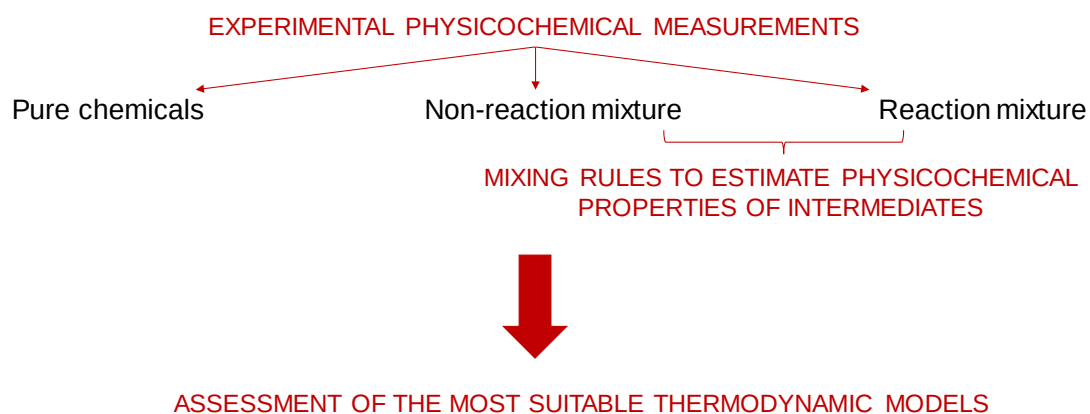 EXPERIMENTAL PHYSICOCHEMICAL MEASUREMENTS
Pure chemicals
Non-reaction mixture
Reaction mixture
MIXING RULES TO ESTIMATE PHYSICOCHEMICAL
PROPERTIES OF INTERMEDIATES
ASSESSMENT OF THE MOST SUITABLE THERMODYNAMIC MODELS